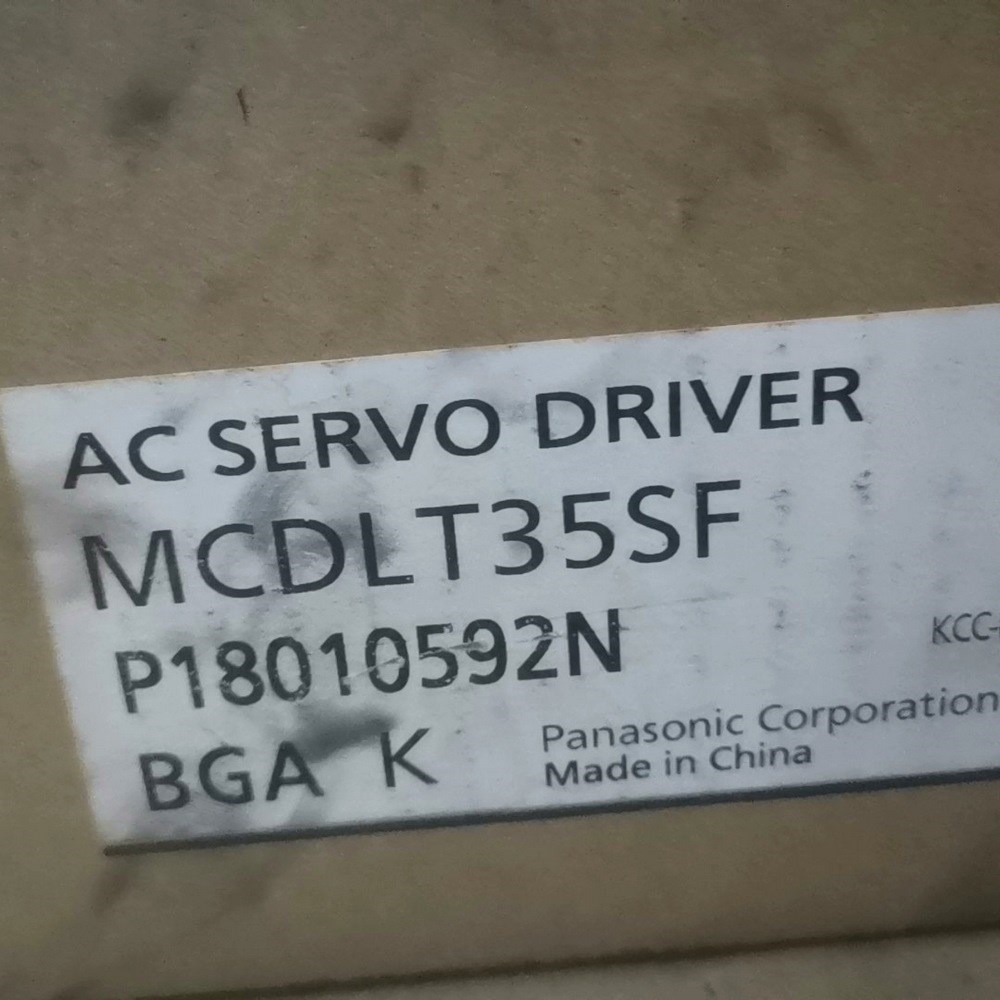 AC SERVO DRIVER
MCDLT35SF
P18010592N
KCC-
BGA K
Panasonic Corporation
Made in China